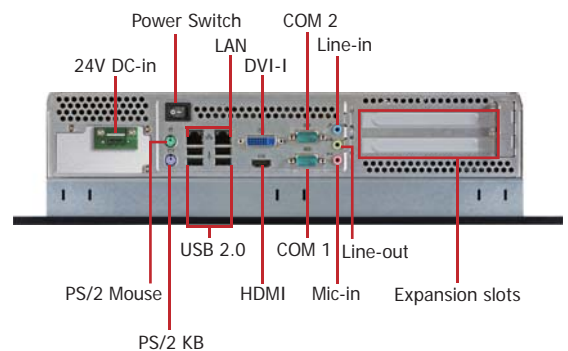 Power Switch
COM 2
LAN
Line-in
24V DC-in
DVI-I
USB 2.0
COM 1
Line-out
PS/2 Mouse
HDMI
Mic-in
Expansion slots
PS/2 KB